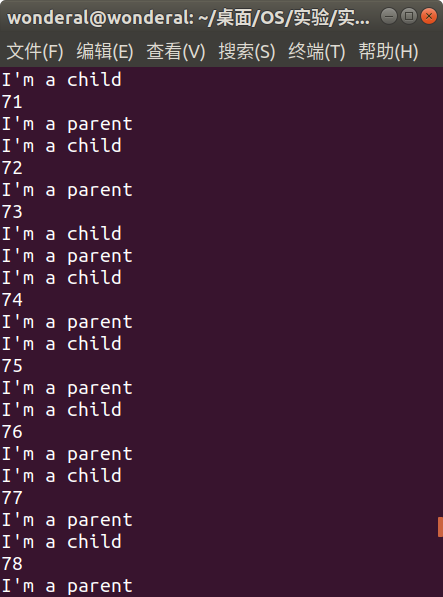 wonderal@wonderal: ~/桌面/OS/实验/实...
文件(F) 编辑(E) 查看(V) 搜索(S) 终端(T) 帮助(H)
I'm a child
71
I'm a parent
I'm a child
72
I'm a parent
73
I'm a child
I'm a parent
I'm a child
74
I'm a parent
I'm a child
75
I'm a parent
I'm a child
76
I'm a parent
I'm a child
77
I'm a parent
I'm a child
78
I'm a parent